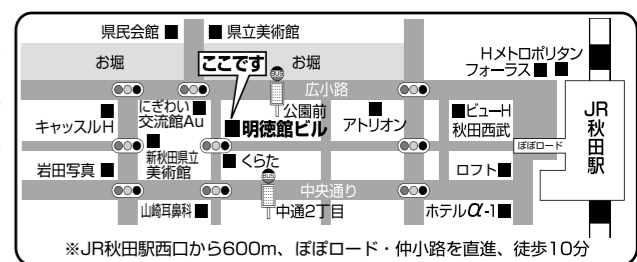 県民会館
県立美術館
お堀
ここです
お堀
Hメトロポリタン
フォーラス
BUS
広小路
JR
秋田駅
キャッスルH
にぎわい
交流館Au
公園前
明徳館ビル
アトリオン
ビューH
秋田西武
ぽぽロード
岩田写真
新秋田県立
美術館
くらた
BUS
中央通り
ロフト
山崎耳鼻科
中通2丁目
ホテルα-1
※JR秋田駅西口から600m、ぽぽロード・仲小路を直進、徒歩10分